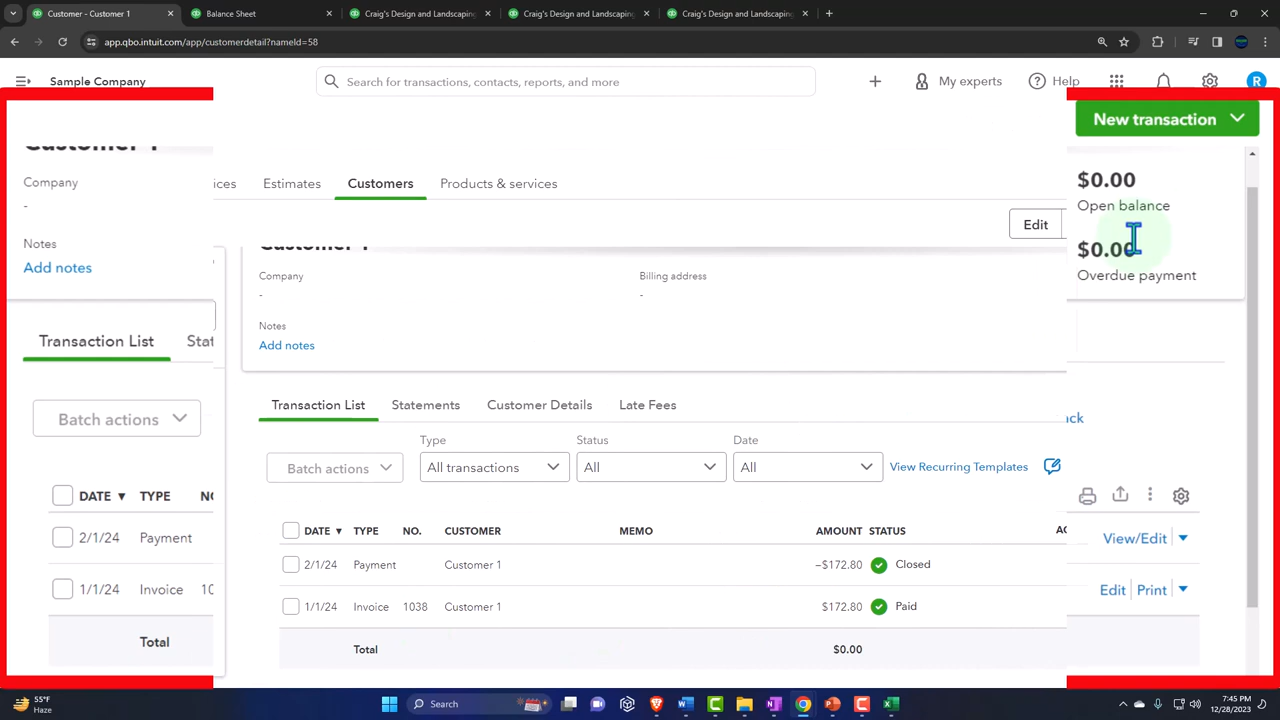 Customer - Customer 1
Balance Sheet
Craig's Design and Landscaping
Craig's Design and Landscaping
Craig's Design and Landscaping
app.qbo.intuit.com/app/customerdetail?nameId=58
Sample Company
Search for transactions, contacts, reports, and more
My experts
Help
R
New transaction
Company
-
Notes
Add notes
ices
Estimates
Customers
Products & services
Edit
$0.00
Open balance
$0.00
Overdue payment
Company
-
Billing address
-
Notes
Add notes
Transaction List
Stat
Transaction List
Statements
Customer Details
Late Fees
ack
Batch actions
Type
Status
Date
Batch actions
All transactions
All
All
View Recurring Templates
DATE ▼ TYPE
DATE ▼ TYPE NO. CUSTOMER MEMO AMOUNT STATUS
2/1/24 Payment
2/1/24 Payment Customer 1 –$172.80 Closed
View/Edit
1/1/24 Invoice 10
1/1/24 Invoice 1038 Customer 1 $172.80 Paid
Edit Print
Total
Total $0.00
55°F
Haze
Search
7:45 PM
12/28/2023